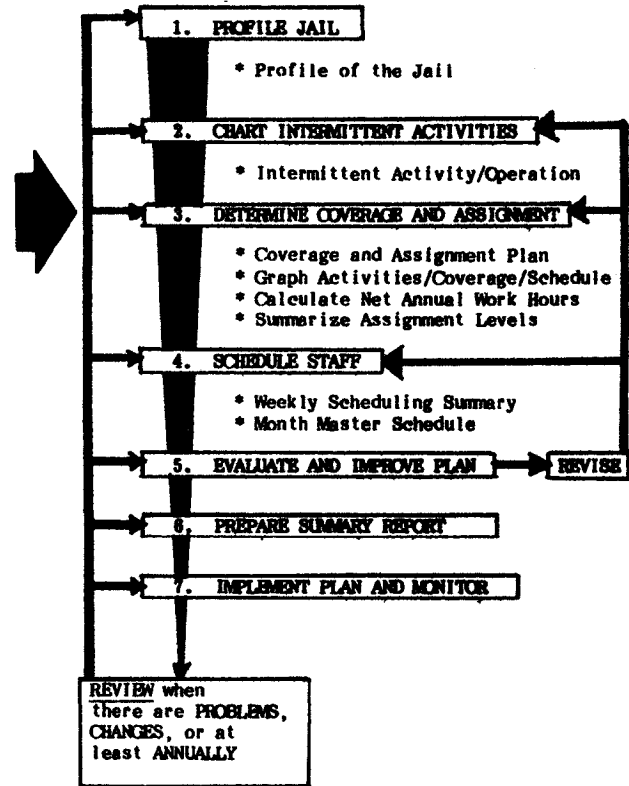 1. PROFILE JAIL
* Profile of the Jail
2. CHART INTERMITTENT ACTIVITIES
* Intermittent Activity/Operation
3. DETERMINE COVERAGE AND ASSIGNMENT
* Coverage and Assignment Plan
* Graph Activities/Coverage/Schedule
* Calculate Net Annual Work Hours
* Summarize Assignment Levels
4. SCHEDULE STAFF
* Weekly Scheduling Summary
* Month Master Schedule
5. EVALUATE AND IMPROVE PLAN
REVISE
6. PREPARE SUMMARY REPORT
7. IMPLEMENT PLAN AND MONITOR
REVIEW when
there are PROBLEMS,
CHANGES, or at
least ANNUALLY